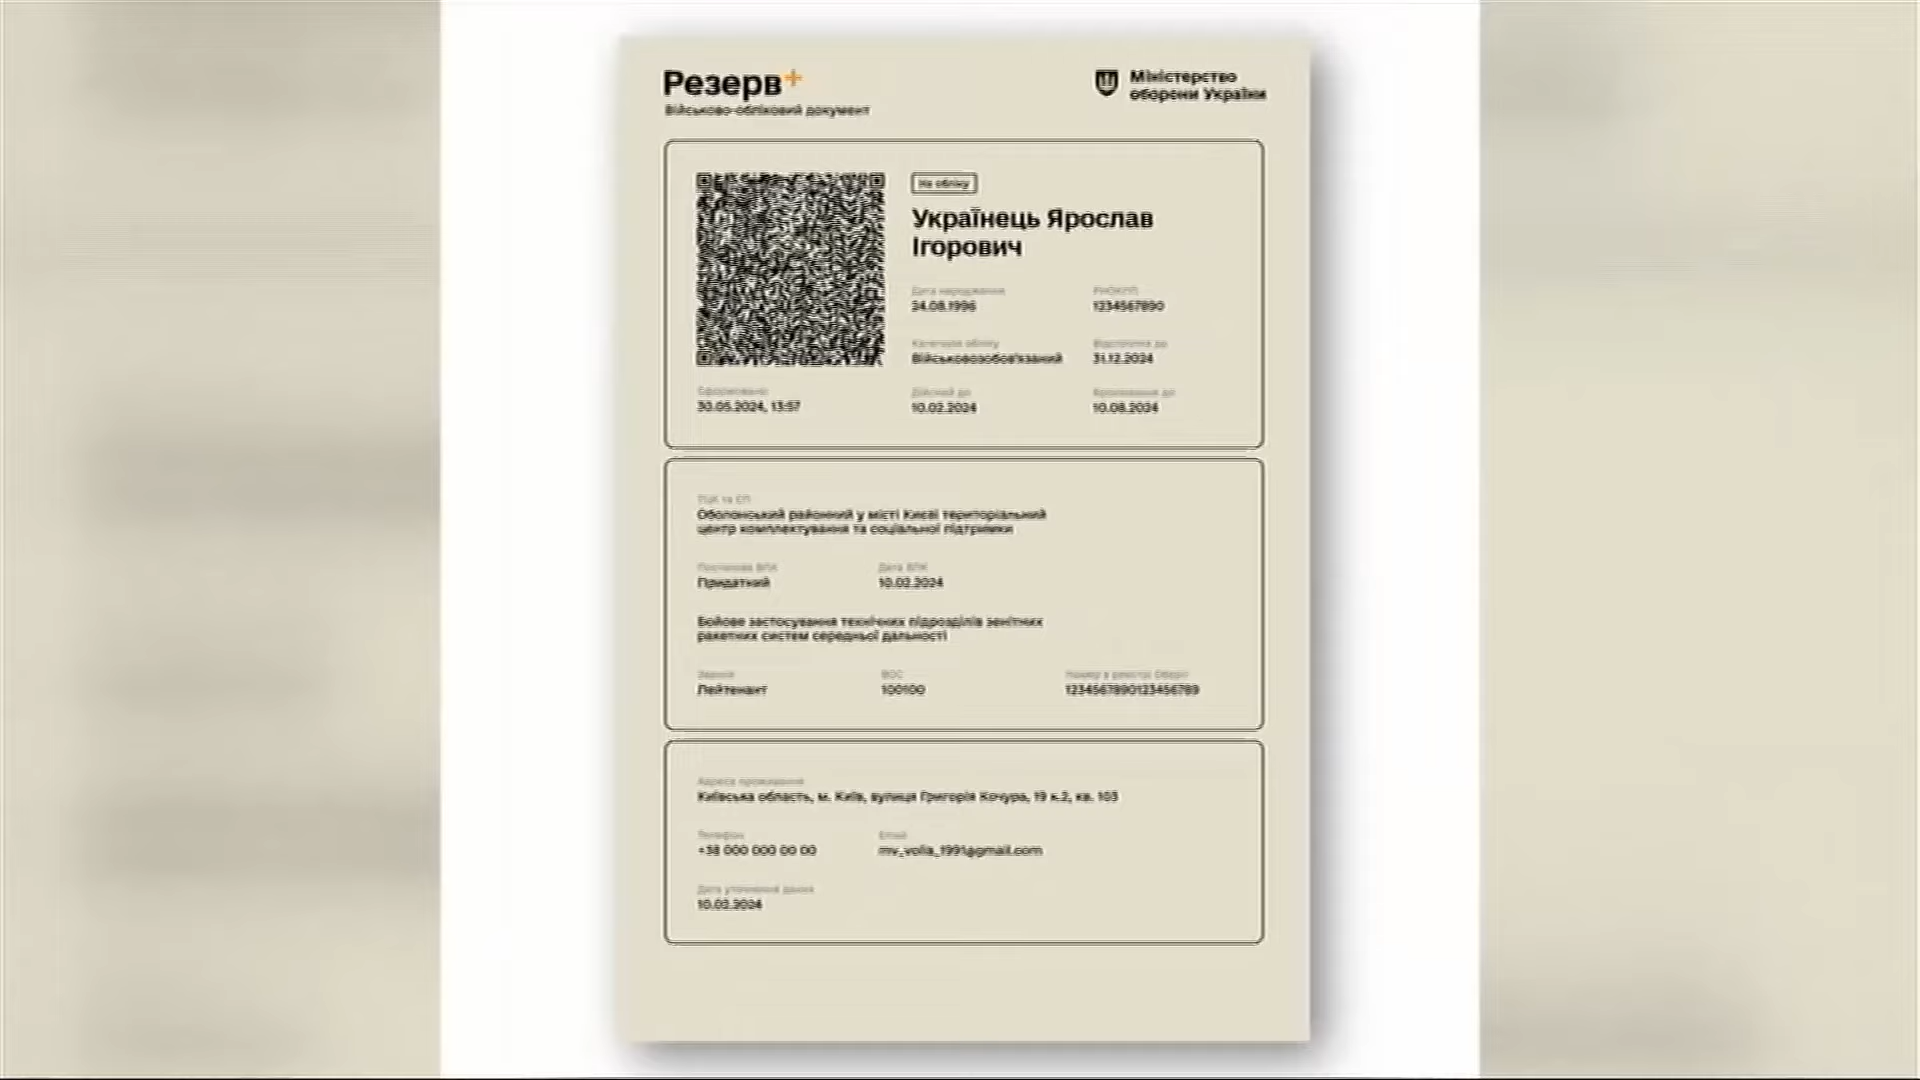 Резерв+
Військово-обліковий документ
Міністерство
оборони України
На обліку
Українець Ярослав
Ігорович
Дата народження
24.08.1996
РНОКПП
1234567890
Категорія обліку
Військовозобов'язаний
Відстрочка до
31.12.2024
Сформовано
30.05.2024, 13:57
Дійсний до
10.02.2024
Бронювання до
10.08.2024
ТЦК та СП
Оболонський районний у місті Києві територіальний
центр комплектування та соціальної підтримки
Постанова ВЛК
Придатний
Дата ВЛК
10.02.2024
Бойове застосування технічних підрозділів зенітних
ракетних систем середньої дальності
Звання
Лейтенант
ВОС
100100
Номер в реєстрі Оберіг
1234567890123456789
Адреса проживання
Київська область, м. Київ, вулиця Григорія Кочура, 19 к.2, кв. 103
Телефон
+38 000 000 00 00
Email
my_volia_1991@gmail.com
Дата уточнення даних
10.02.2024